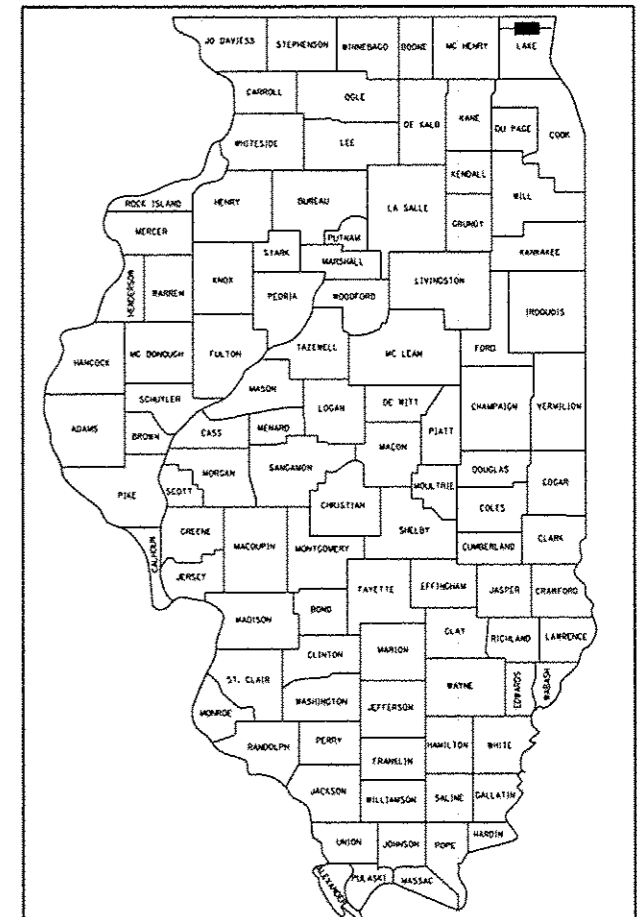 JO DAVIESS STEPHENSON WINNEBAGO BOONE MC HENRY LAKE
CARROLL OGLE DE KALB KANE DU PAGE COOK
WHITESIDE LEE KENDALL
ROCK ISLAND HENRY BUREAU LA SALLE GRUNDY WILL
MERCER PUTNAM KANKAKEE
HENDERSON WARREN KNOX STARK MARSHALL LIVINGSTON
PEORIA WOODFORD IROQUOIS
HANCOCK MC DONOUGH FULTON TAZEWELL MC LEAN FORD
SCHUYLER MASON LOGAN DE WITT CHAMPAIGN VERMILION
ADAMS BROWN CASS MENARD PIATT
MACON
PIKE SCOTT MORGAN SANGAMON MOULTRIE DOUGLAS EDGAR
CHRISTIAN COLES
CALHOUN GREENE MACOUPIN MONTGOMERY SHELBY CUMBERLAND CLARK
JERSEY
FAYETTE EFFINGHAM JASPER CRAWFORD
MADISON BOND
CLINTON MARION CLAY RICHLAND LAWRENCE
ST. CLAIR WASHINGTON JEFFERSON WAYNE EDWARDS WABASH
MONROE
RANDOLPH PERRY FRANKLIN HAMILTON WHITE
JACKSON WILLIAMSON SALINE GALLATIN
UNION JOHNSON POPE HARDIN
ALEXANDER PULASKI MASSAC